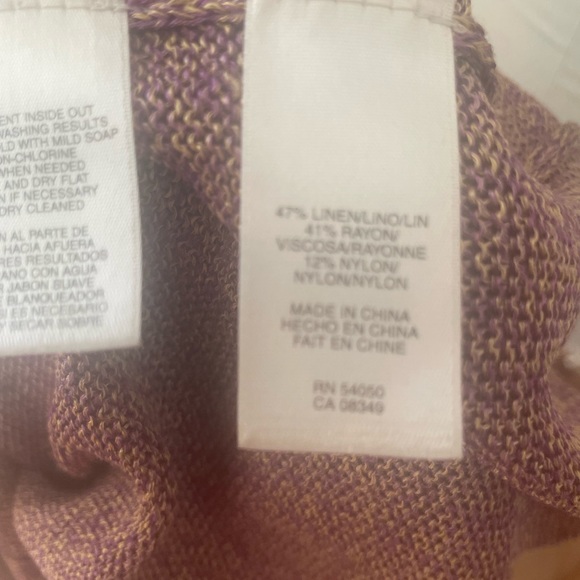 ENT INSIDE OUT
WASHING RESULTS
LD WITH MILD SOAP
ON-CHLORINE
WHEN NEEDED
AND DRY FLAT
N IF NECESSARY
DRY CLEANED
N AL PARTE DE
HACIA AFUERA
RES RESULTADOS
ANO CON AGUA
JABON SUAVE
BLANQUEADOR
SI ES NECESARIO
Y SECAR SOBRE
47% LINEN/LINO/LIN
41% RAYON/
VISCOSA/RAYONNE
12% NYLON/
NYLON/NYLON
MADE IN CHINA
HECHO EN CHINA
FAIT EN CHINE
RN 54050
CA 08349